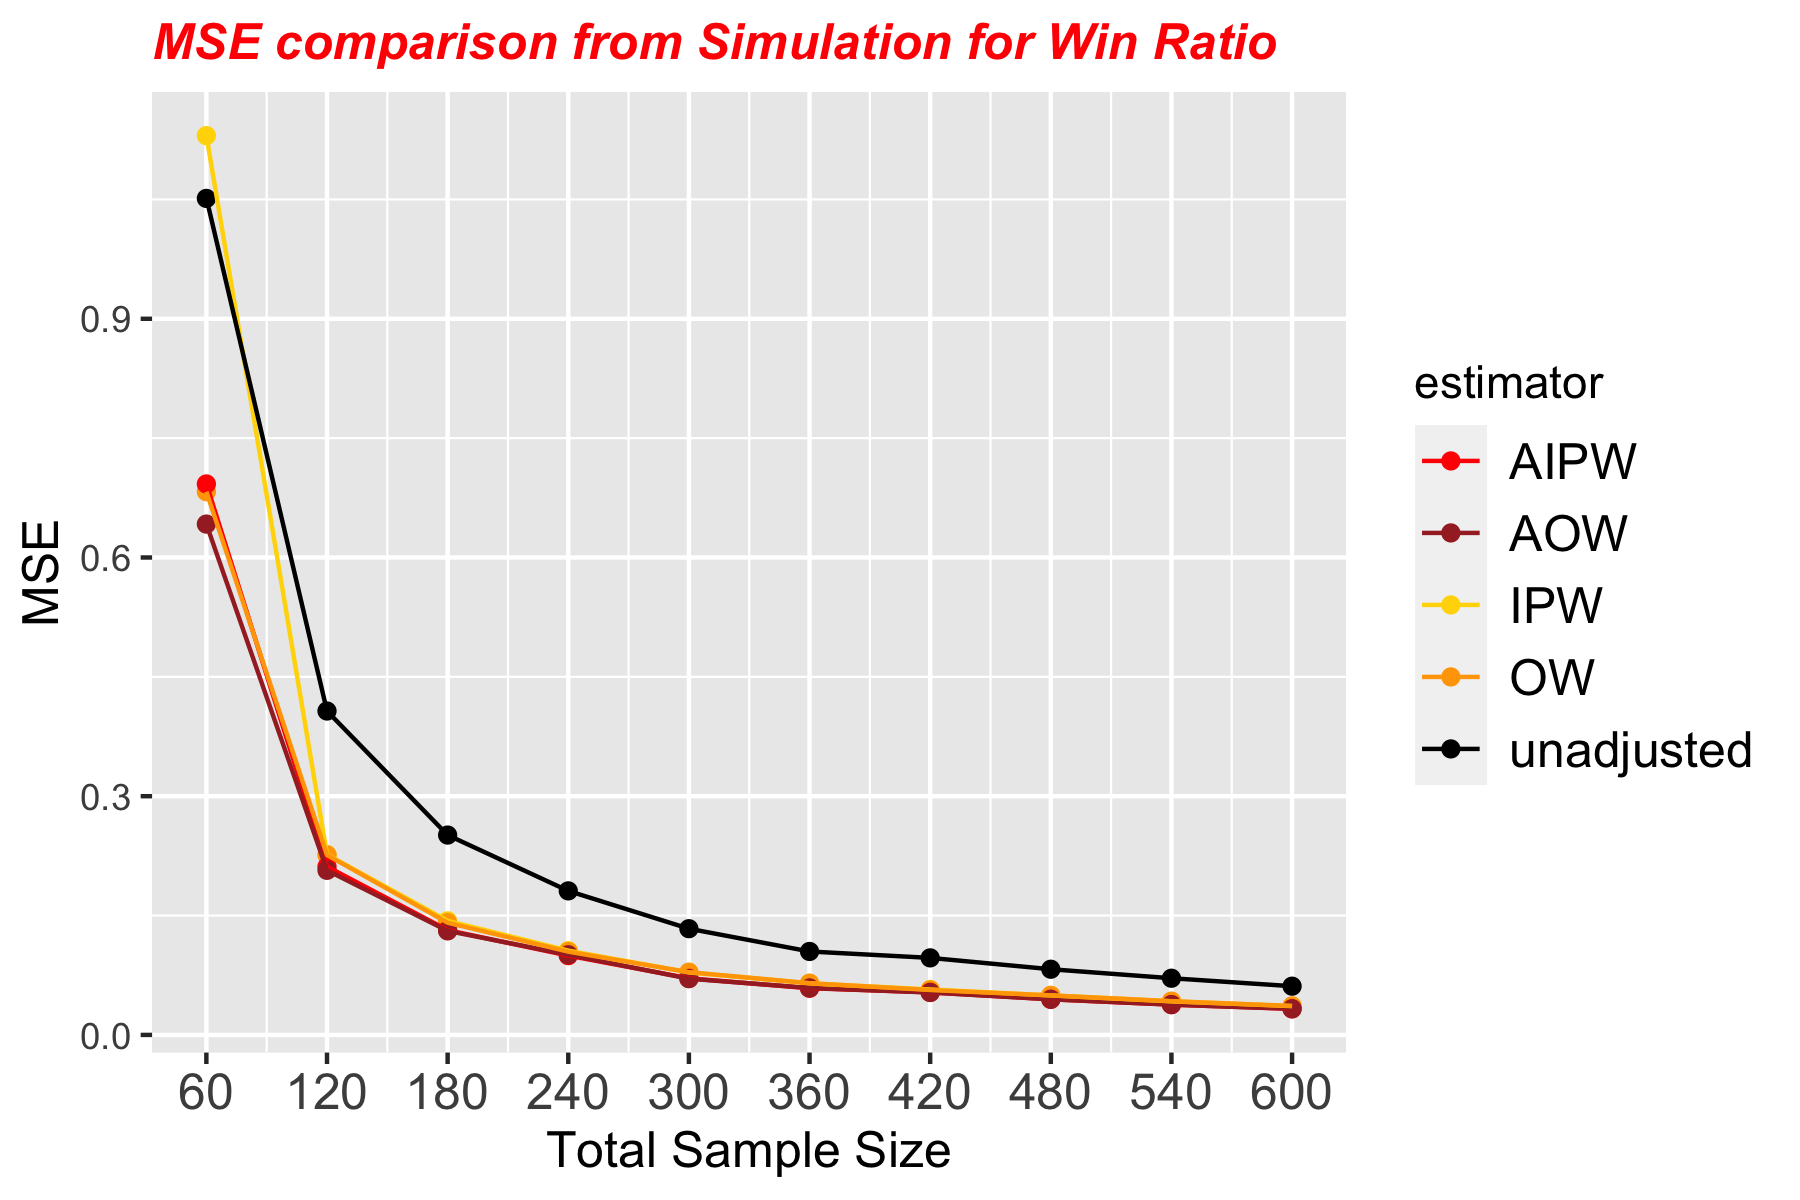 MSE comparison from Simulation for Win Ratio
MSE
0.9
0.6
0.3
0.0
60 120 180 240 300 360 420 480 540 600
Total Sample Size
estimator
AIPW
AOW
IPW
OW
unadjusted